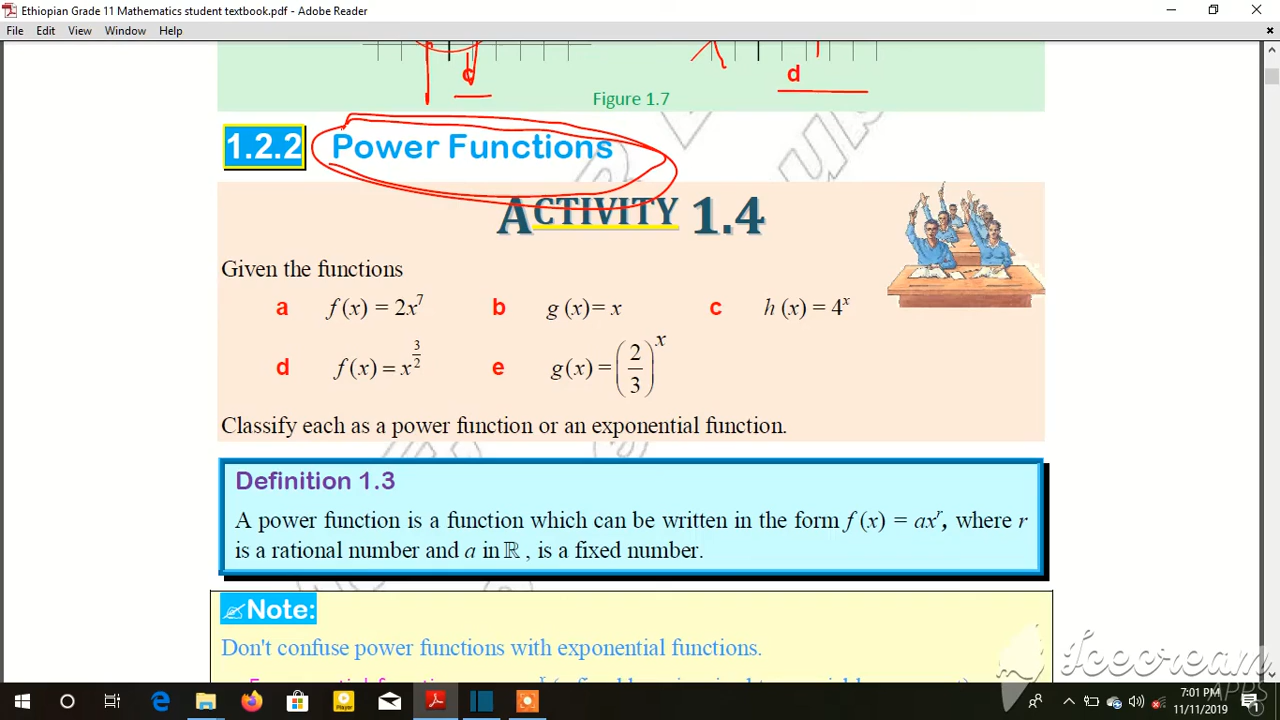 Ethiopian Grade 11 Mathematics student textbook.pdf - Adobe Reader
File Edit View Window Help
c d
Figure 1.7
1.2.2 Power Functions
ACTIVITY 1.4
Given the functions
a f (x) = 2x⁷ b g (x)= x c h (x) = 4ˣ
d f (x) = x^(3/2) e g(x) = (2/3)^x
Classify each as a power function or an exponential function.
Definition 1.3
A power function is a function which can be written in the form f (x) = axʳ, where r
is a rational number and a in ℝ , is a fixed number.
Note:
Don't confuse power functions with exponential functions.
Icecream
APPS
7:01 PM
11/11/2019